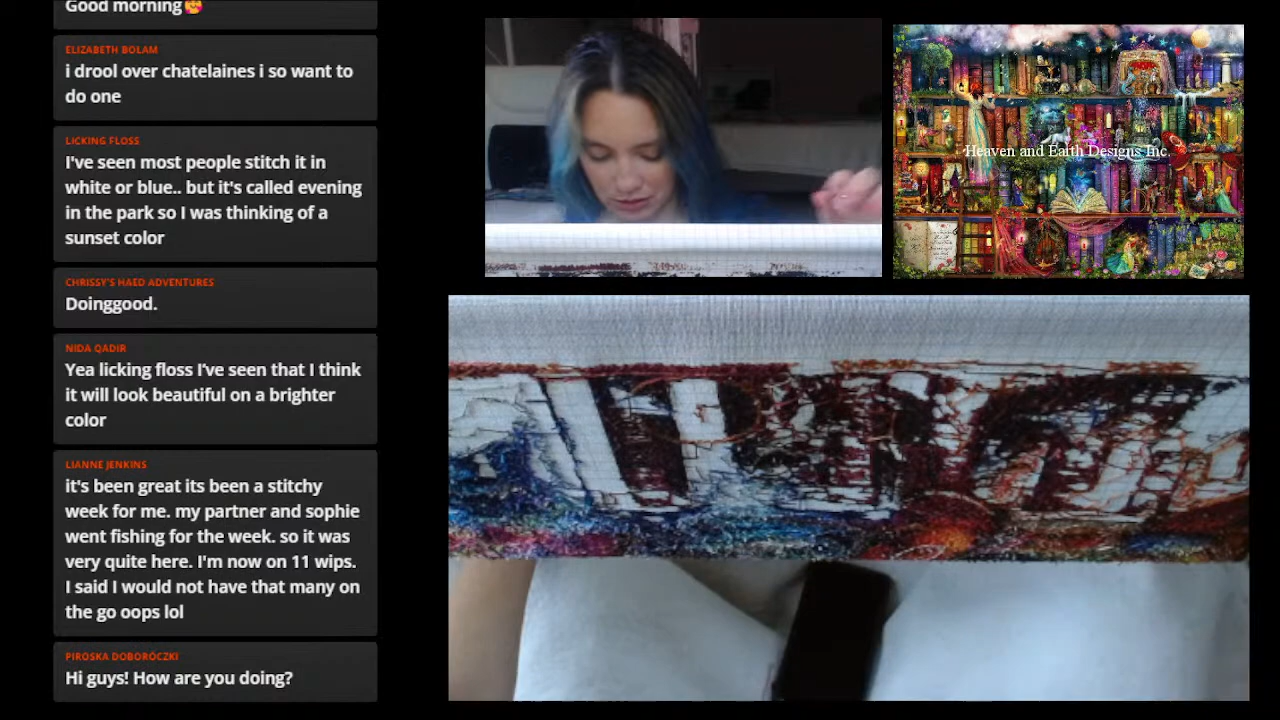 Good morning🥰
ELIZABETH BOLAM
i drool over chatelaines i so want to
do one
LICKING FLOSS
I've seen most people stitch it in
white or blue.. but it's called evening
in the park so I was thinking of a
sunset color
CHRISSY'S HAED ADVENTURES
Doinggood.
NIDA QADIR
Yea licking floss I've seen that I think
it will look beautiful on a brighter
color
LIANNE JENKINS
it's been great its been a stitchy
week for me. my partner and sophie
went fishing for the week. so it was
very quite here. I'm now on 11 wips.
I said I would not have that many on
the go oops lol
PIROSKA DOBORÓCZKI
Hi guys! How are you doing?
Heaven and Earth Designs Inc